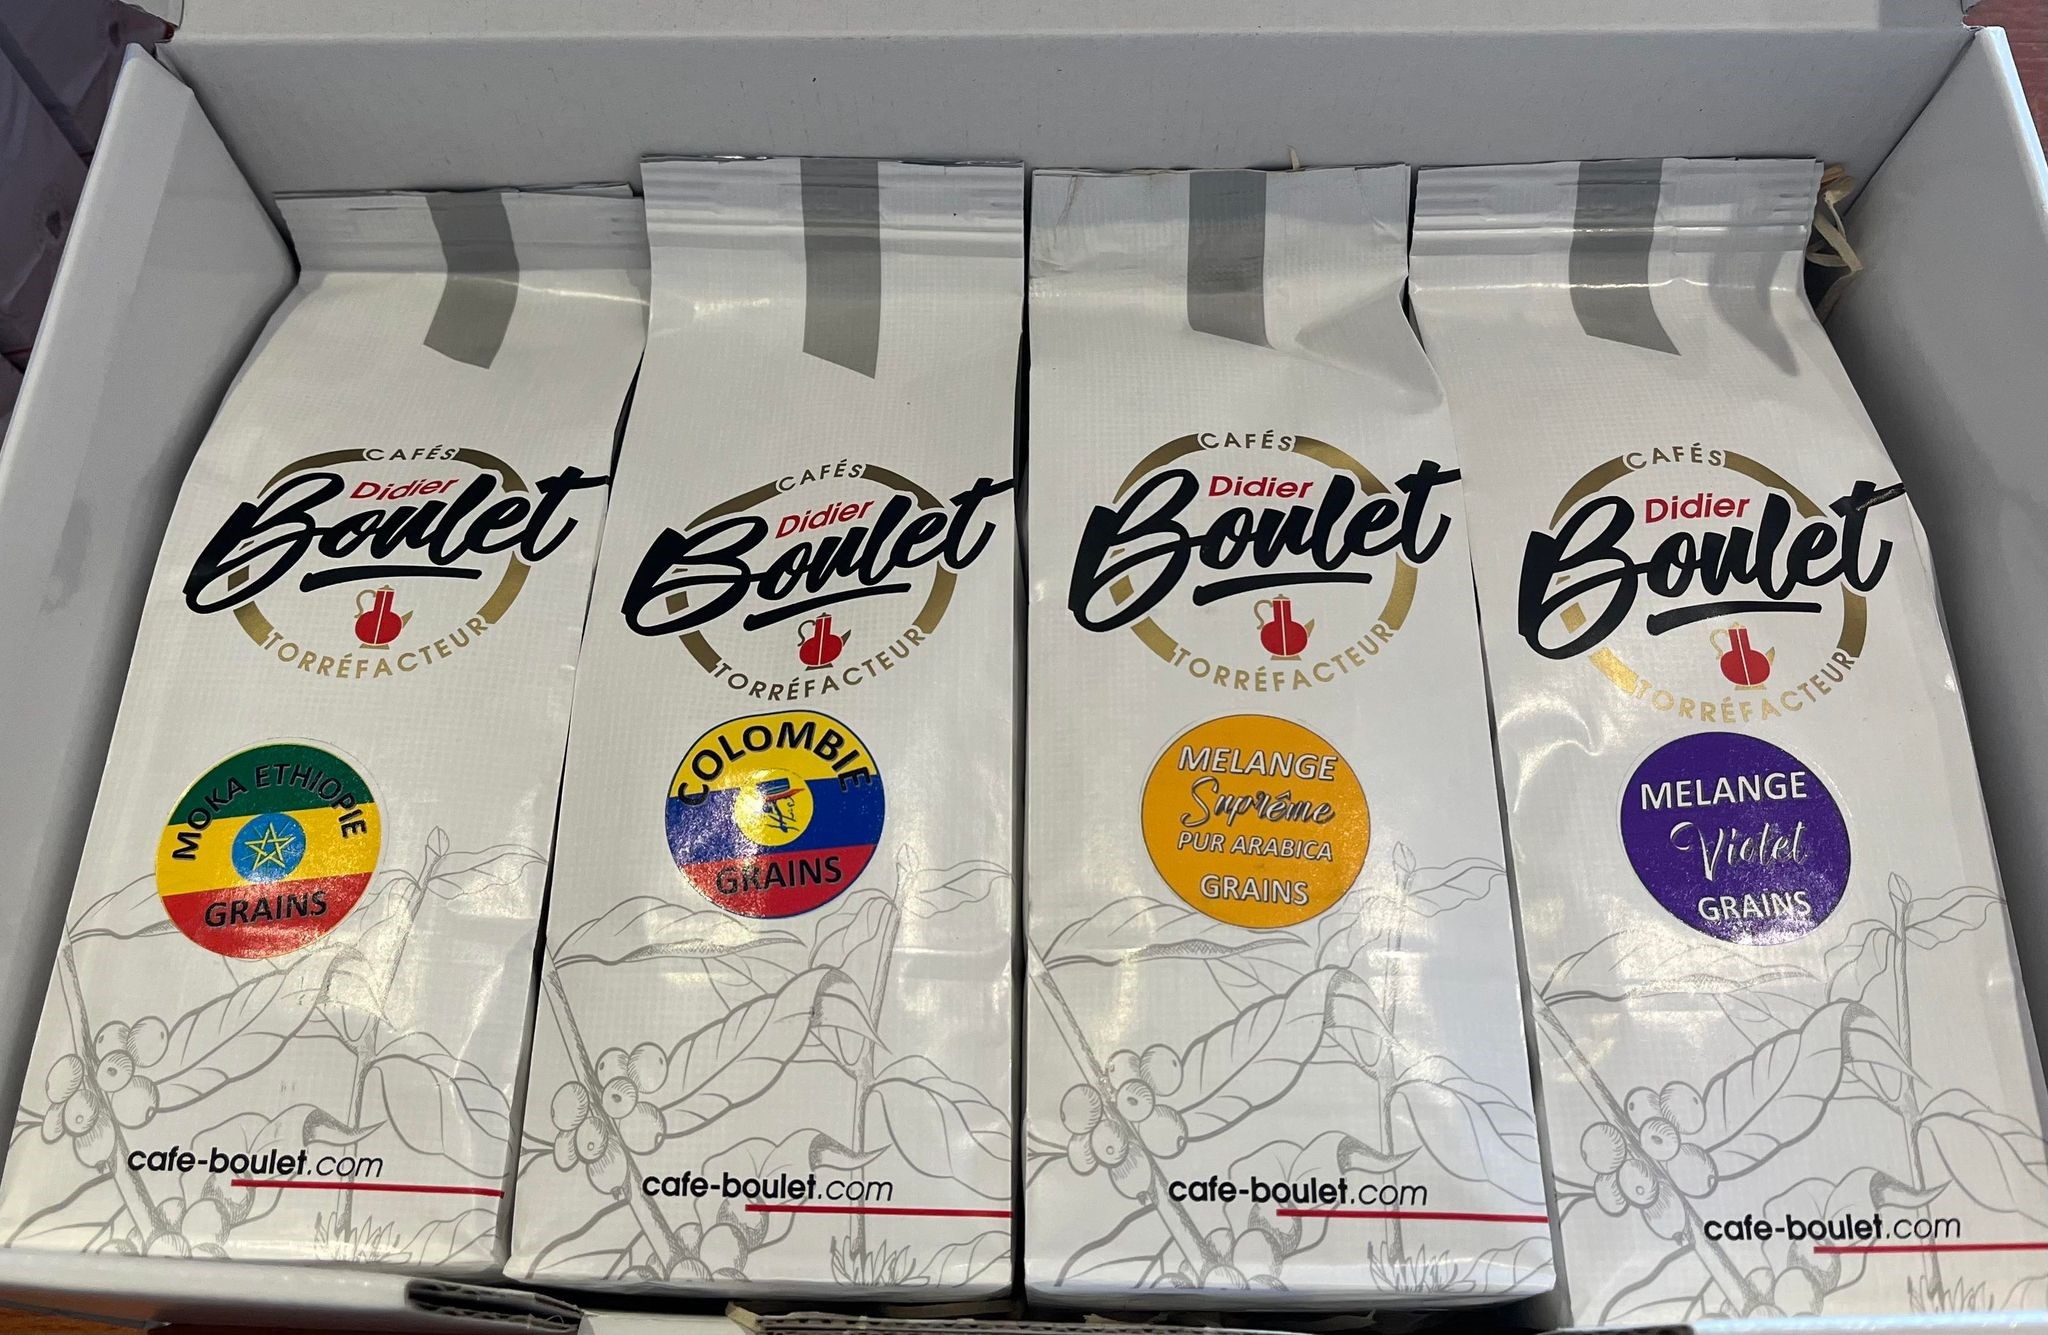 CAFÉS
Didier
Boulet
TORRÉFACTEUR
MOKA ETHIOPIE
GRAINS
cafe-boulet.com
CAFÉS
Didier
Boulet
TORRÉFACTEUR
COLOMBIE
GRAINS
cafe-boulet.com
CAFÉS
Didier
Boulet
TORRÉFACTEUR
MELANGE
Suprême
PUR ARABICA
GRAINS
cafe-boulet.com
CAFÉS
Didier
Boulet
TORRÉFACTEUR
MELANGE
Violet
GRAINS
cafe-boulet.com